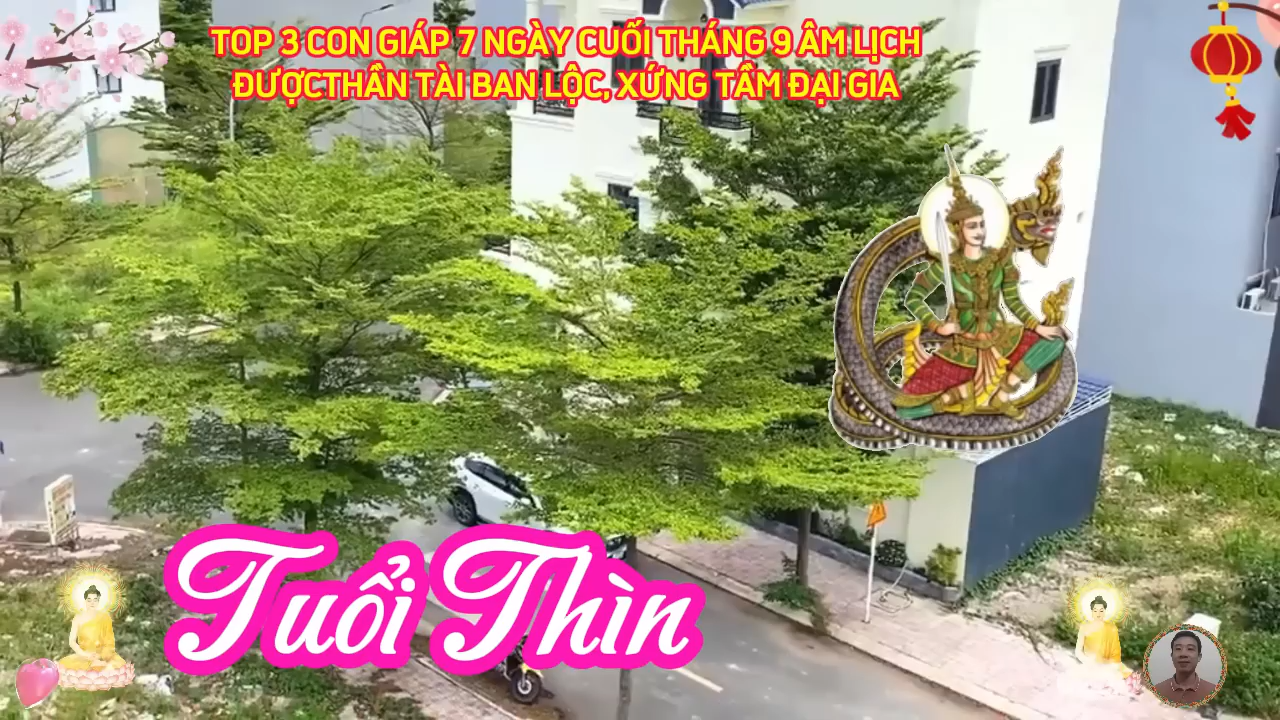 TOP 3 CON GIÁP 7 NGÀY CUỐI THÁNG 9 ÂM LỊCH
ĐƯỢCTHẦN TÀI BAN LỘC, XỨNG TẦM ĐẠI GIA
Tuổi Thìn